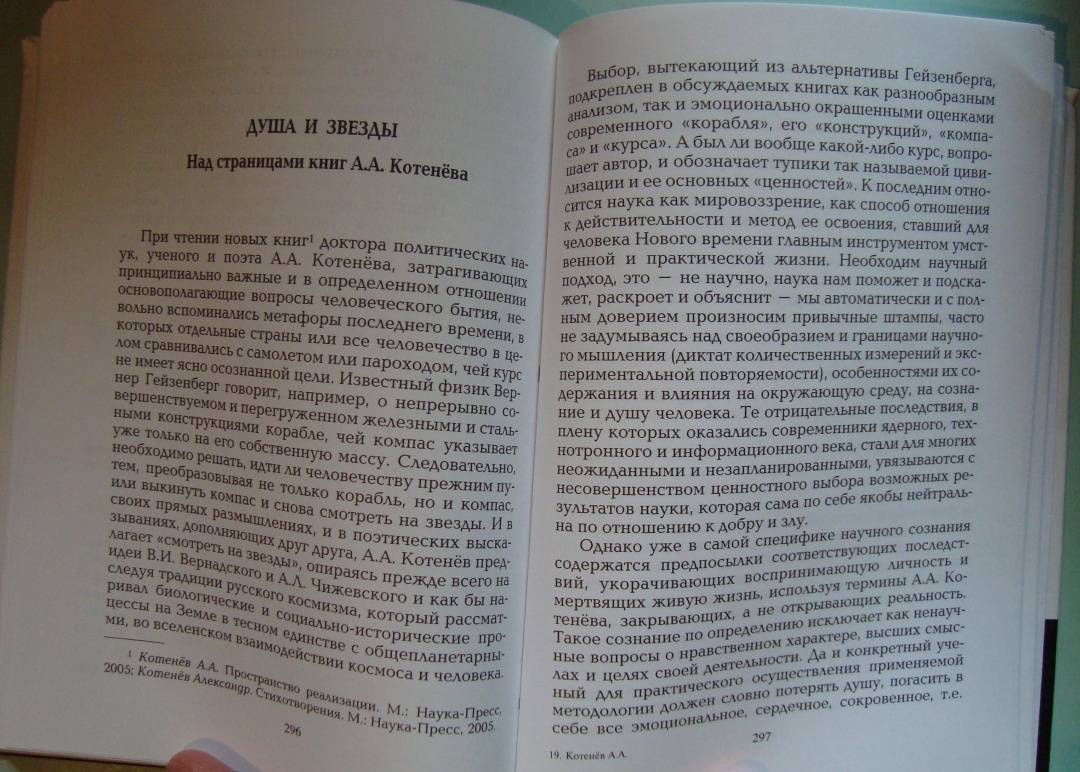 ДУША И ЗВЕЗДЫ
Над страницами книг А.А. Котенёва
При чтении новых книг¹ доктора политических на-
ук, ученого и поэта А.А. Котенёва, затрагивающих
принципиально важные и в определенном отношении
основополагающие вопросы человеческого бытия, не-
вольно вспоминались метафоры последнего времени, в
которых отдельные страны или все человечество в це-
лом сравнивались с самолетом или пароходом, чей курс
не имеет ясно осознанной цели. Известный физик Вер-
нер Гейзенберг говорит, например, о непрерывно со-
вершенствуемом и перегруженном железными и сталь-
ными конструкциями корабле, чей компас указывает
уже только на его собственную массу. Следовательно,
необходимо решать, идти ли человечеству прежним пу-
тем, преобразовывая не только корабль, но и компас,
или выкинуть компас и снова смотреть на звезды. И в
своих прямых размышлениях, и в поэтических выска-
зываниях, дополняющих друг друга, А.А. Котенёв пред-
лагает «смотреть на звезды», опираясь прежде всего на
идеи В.И. Вернадского и А.Л. Чижевского и как бы на-
следуя традиции русского космизма, который рассмат-
ривал биологические и социально-исторические про-
цессы на Земле в тесном единстве с общепланетарны-
ми, во вселенском взаимодействии космоса и человека.
¹ Котенёв А.А. Пространство реализации. М.: Наука-Пресс,
2005; Котенёв Александр. Стихотворения. М.: Наука-Пресс, 2005.
296
Выбор, вытекающий из альтернативы Гейзенберга,
подкреплен в обсуждаемых книгах как разнообразным
анализом, так и эмоционально окрашенными оценками
современного «корабля», его «конструкций», «компа-
са» и «курса». А был ли вообще какой-либо курс, вопро-
шает автор, и обозначает тупики так называемой циви-
лизации и ее основных «ценностей». К последним отно-
сится наука как мировоззрение, как способ отношения
к действительности и метод ее освоения, ставший для
человека Нового времени главным инструментом умст-
венной и практической жизни. Необходим научный
подход, это — не научно, наука нам поможет и подска-
жет, раскроет и объяснит — мы автоматически и с пол-
ным доверием произносим привычные штампы, часто
не задумываясь над своеобразием и границами научно-
го мышления (диктат количественных измерений и экс-
периментальной повторяемости), особенностями их со-
держания и влияния на окружающую среду, на созна-
ние и душу человека. Те отрицательные последствия, в
плену которых оказались современники ядерного, тех-
нотронного и информационного века, стали для многих
неожиданными и незапланированными, увязываются с
несовершенством ценностного выбора возможных ре-
зультатов науки, которая сама по себе якобы нейтраль-
на по отношению к добру и злу.
Однако уже в самой специфике научного сознания
содержатся предпосылки соответствующих последст-
вий, укорачивающих воспринимающую личность и
мертвящих живую жизнь, используя термины А.А. Ко-
тенёва, закрывающих, а не открывающих реальность.
Такое сознание по определению исключает как ненауч-
ные вопросы о нравственном характере, высших смыс-
лах и целях своей деятельности. Да и конкретный уче-
ный для практического осуществления применяемой
методологии должен словно потерять душу, погасить в
себе все эмоциональное, сердечное, сокровенное, т.е.
297
19. Котенёв А.А.